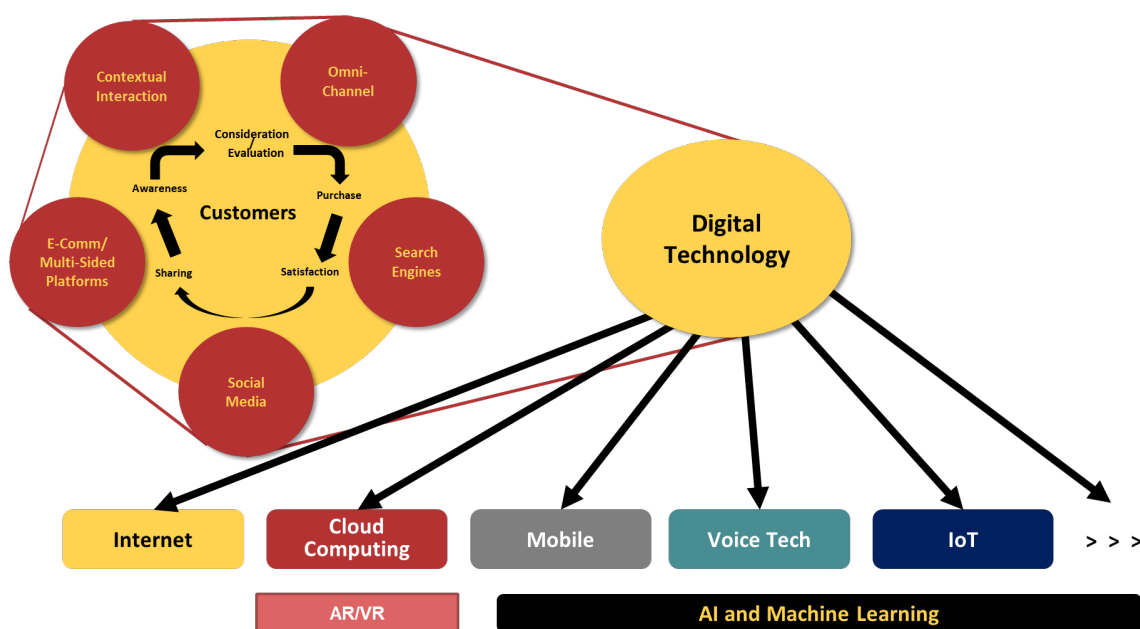 Contextual
Interaction
Omni-
Channel
Consideration
/
Evaluation
Awareness
Purchase
Customers
E-Comm/
Multi-Sided
Platforms
Search
Engines
Sharing
Satisfaction
Social
Media
Digital
Technology
Internet
Cloud
Computing
Mobile
Voice Tech
IoT
> > >
AR/VR
AI and Machine Learning